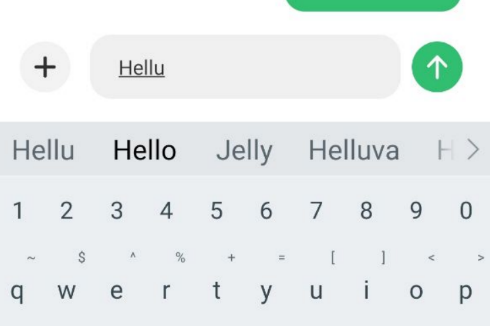 Hellu
Hellu Hello Jelly Helluva
1 2 3 4 5 6 7 8 9 0
~ $ ^ % + = [ ] < >
q w e r t y u i o p